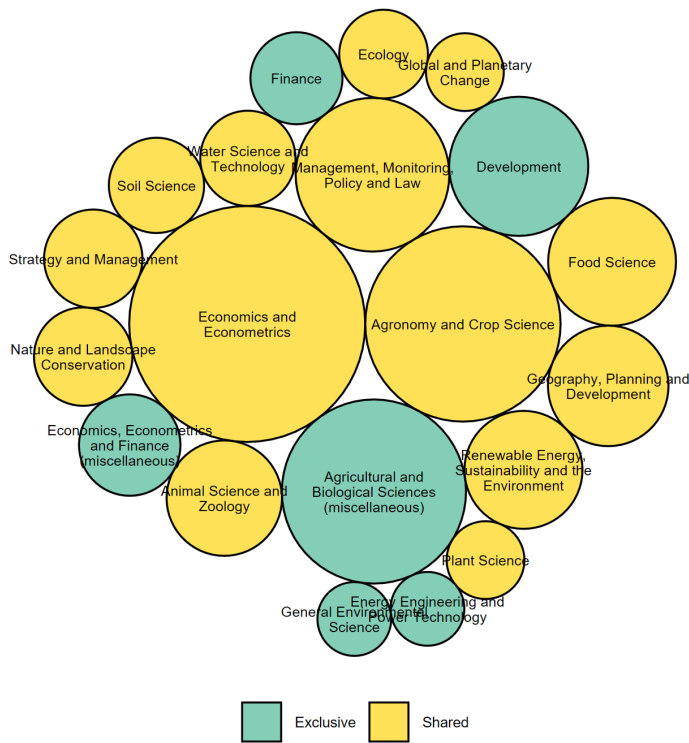 Ecology
Global and Planetary
Change
Finance
Water Science and
Technology
Management, Monitoring,
Policy and Law
Development
Soil Science
Strategy and Management
Food Science
Economics and
Econometrics
Agronomy and Crop Science
Nature and Landscape
Conservation
Geography, Planning and
Development
Economics, Econometrics
and Finance
(miscellaneous)
Renewable Energy,
Sustainability and the
Environment
Agricultural and
Biological Sciences
(miscellaneous)
Animal Science and
Zoology
Plant Science
Energy Engineering and
Power Technology
General Environmental
Science
Exclusive
Shared